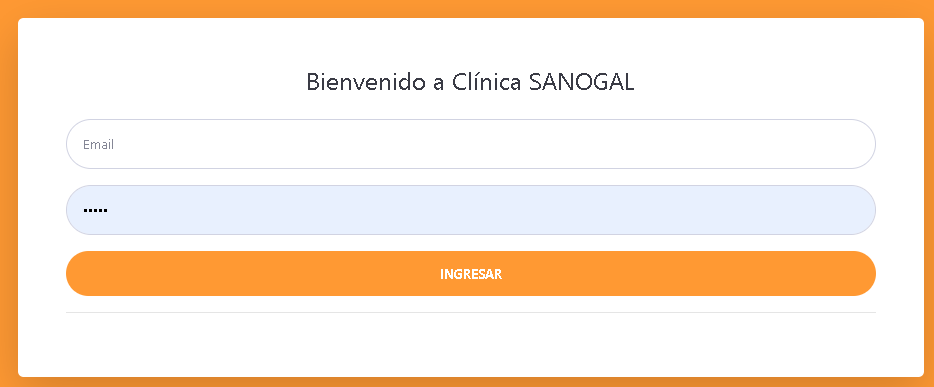 Bienvenido a Clínica SANOGAL
Email
•••••
INGRESAR